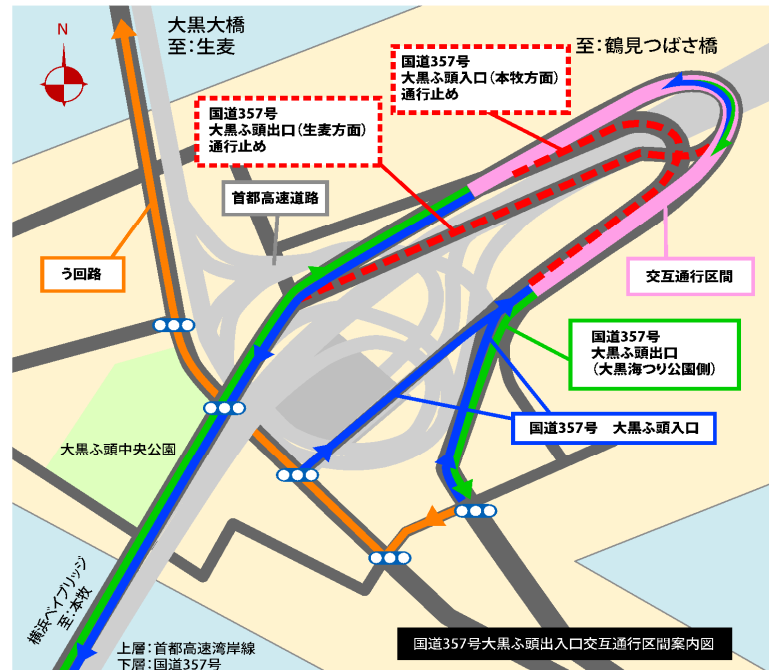 N
大黒大橋
至：生麦
至：鶴見つばさ橋
国道357号
大黒ふ頭入口（本牧方面）
通行止め
国道357号
大黒ふ頭出口（生麦方面）
通行止め
首都高速道路
う回路
交互通行区間
国道357号
大黒ふ頭出口
（大黒海つり公園側）
国道357号　大黒ふ頭入口
大黒ふ頭中央公園
横浜ベイブリッジ
至：本牧
上層：首都高速湾岸線
下層：国道357号
国道357号大黒ふ頭出入口交互通行区間案内図